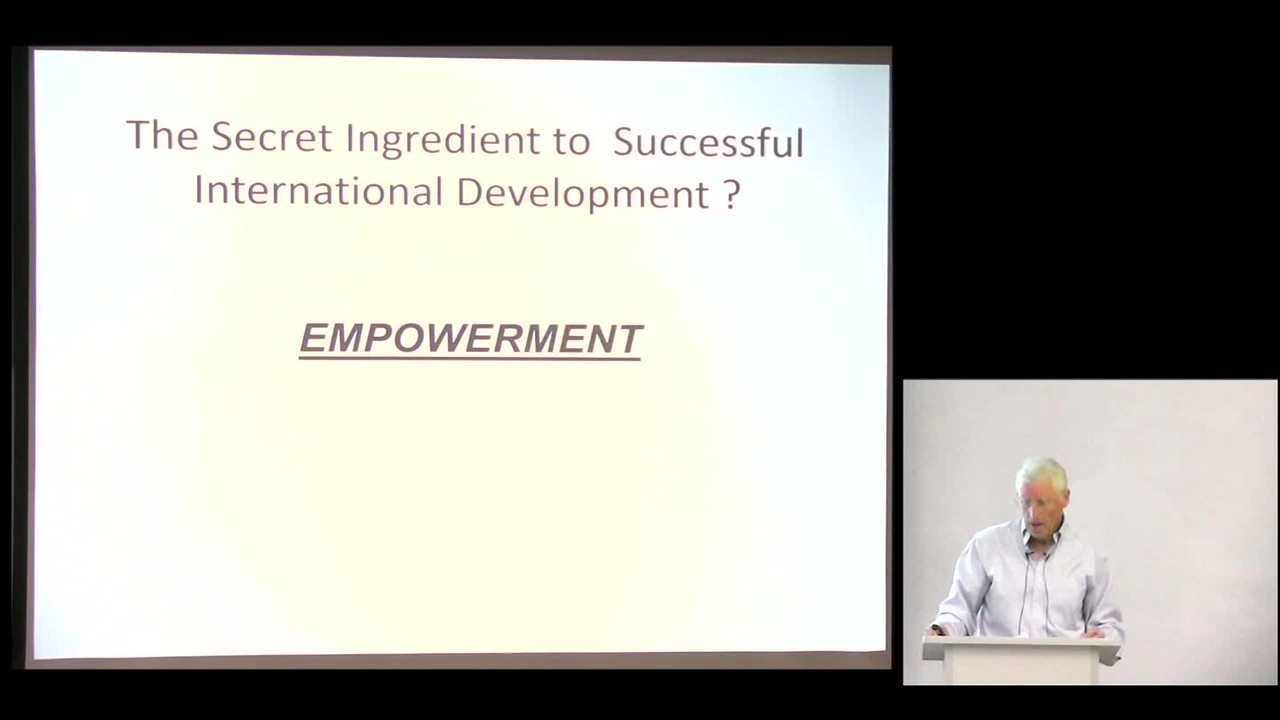 The Secret Ingredient to Successful
International Development ?
EMPOWERMENT